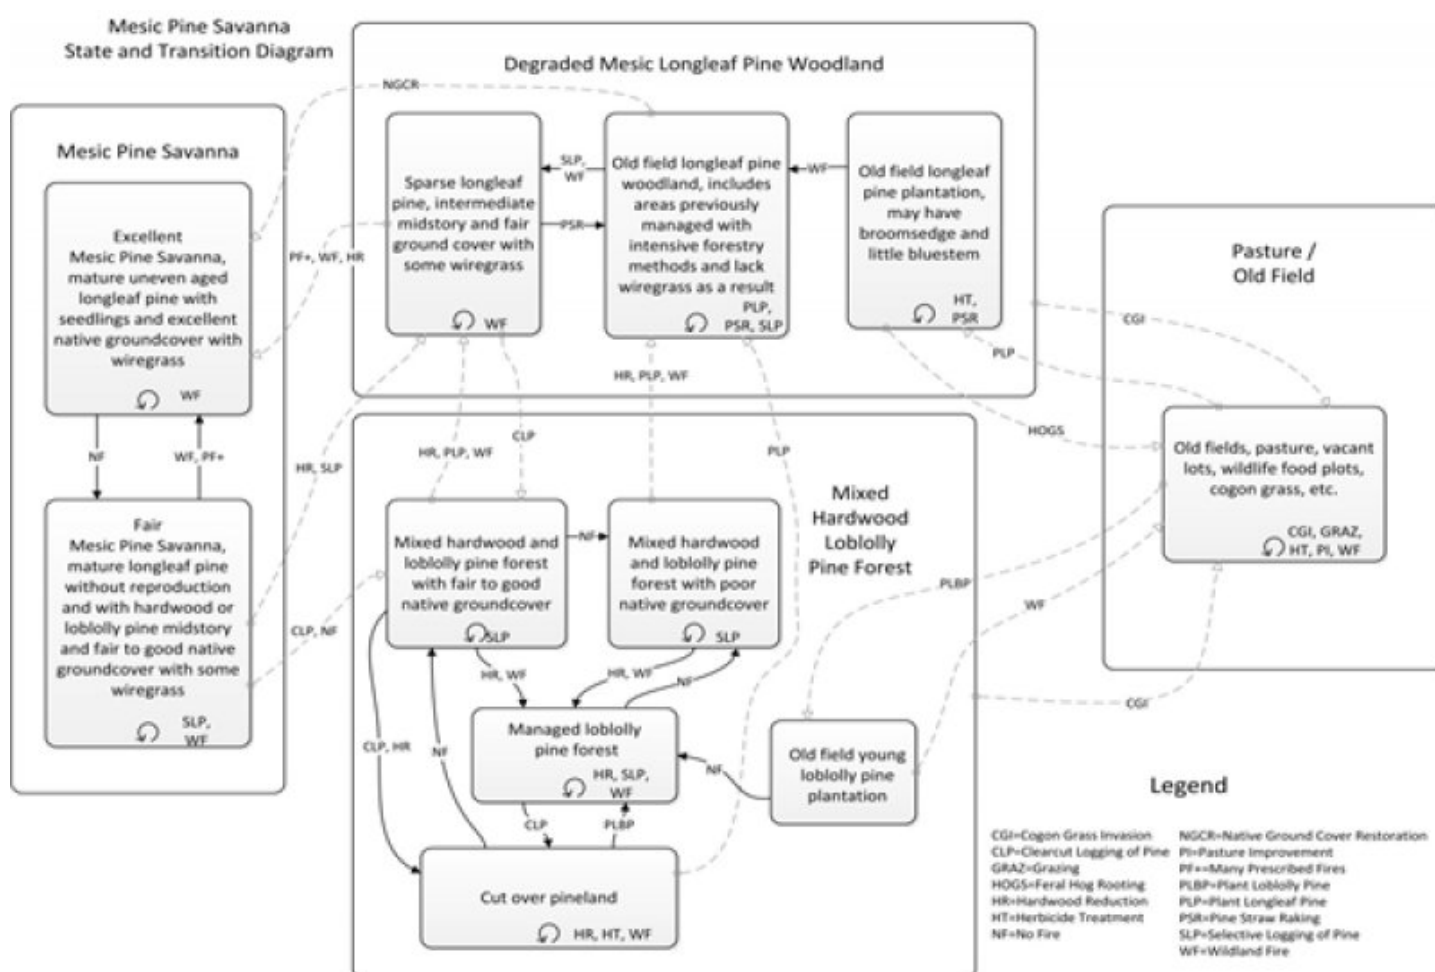 Mesic Pine Savanna
State and Transition Diagram
Degraded Mesic Longleaf Pine Woodland
NGCR
Mesic Pine Savanna
Excellent
Mesic Pine Savanna,
mature uneven aged
longleaf pine with
seedlings and excellent
native groundcover with
wiregrass
WF
NF
WF, PF+
Fair
Mesic Pine Savanna,
mature longleaf pine
without reproduction
and with hardwood or
loblolly pine midstory
and fair to good native
groundcover with some
wiregrass
SLP,
WF
PF+, WF, HR
HR, SLP
CLP, NF
Sparse longleaf
pine, intermediate
midstory and fair
ground cover with
some wiregrass
WF
SLP,
WF
PSR
Old field longleaf pine
woodland, includes
areas previously
managed with
intensive forestry
methods and lack
wiregrass as a result
PLP,
PSR, SLP
WF
Old field longleaf
pine plantation,
may have
broomsedge and
little bluestem
HT,
PSR
HR, PLP, WF
CLP
HR, PLP, WF
PLP
PLP
HOGS
CGI
Pasture /
Old Field
Old fields, pasture, vacant
lots, wildlife food plots,
cogon grass, etc.
CGI, GRAZ,
HT, PI, WF
Mixed
Hardwood
Loblolly
Pine Forest
Mixed hardwood and
loblolly pine forest
with fair to good
native groundcover
SLP
NF
Mixed hardwood
and loblolly pine
forest with poor
native groundcover
SLP
HR, WF
HR, WF
NF
CLP, HR
NF
Managed loblolly
pine forest
HR, SLP,
WF
CLP
PLBP
Cut over pineland
HR, HT, WF
NF
Old field young
loblolly pine
plantation
PLBP
WF
CGI
Legend
CGI=Cogon Grass Invasion
CLP=Clearcut Logging of Pine
GRAZ=Grazing
HOGS=Feral Hog Rooting
HR=Hardwood Reduction
HT=Herbicide Treatment
NF=No Fire
NGCR=Native Ground Cover Restoration
PI=Pasture Improvement
PF+=Many Prescribed Fires
PLBP=Plant Loblolly Pine
PLP=Plant Longleaf Pine
PSR=Pine Straw Raking
SLP=Selective Logging of Pine
WF=Wildland Fire